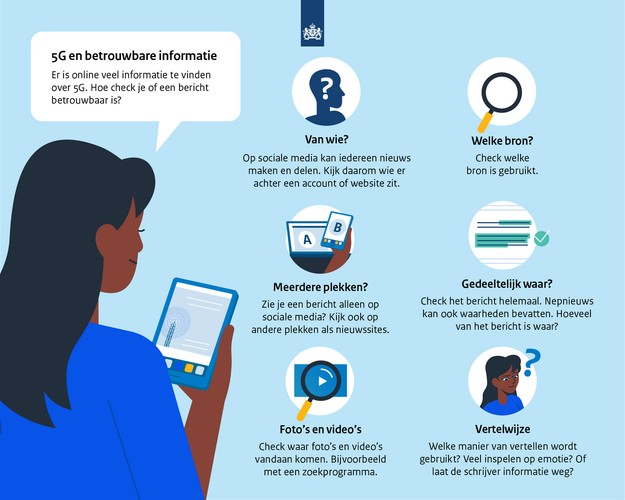 5G en betrouwbare informatie
Er is online veel informatie te vinden
over 5G. Hoe check je of een bericht
betrouwbaar is?
?
Van wie?
Op sociale media kan iedereen nieuws
maken en delen. Kijk daarom wie er
achter een account of website zit.
Welke bron?
Check welke
bron is gebruikt.
A
B
Meerdere plekken?
Zie je een bericht alleen op
sociale media? Kijk ook op
andere plekken als nieuwssites.
Gedeeltelijk waar?
Check het bericht helemaal. Nepnieuws
kan ook waarheden bevatten. Hoeveel
van het bericht is waar?
Foto's en video's
Check waar foto's en video's
vandaan komen. Bijvoorbeeld
met een zoekprogramma.
?
Vertelwijze
Welke manier van vertellen wordt
gebruikt? Veel inspelen op emotie? Of
laat de schrijver informatie weg?